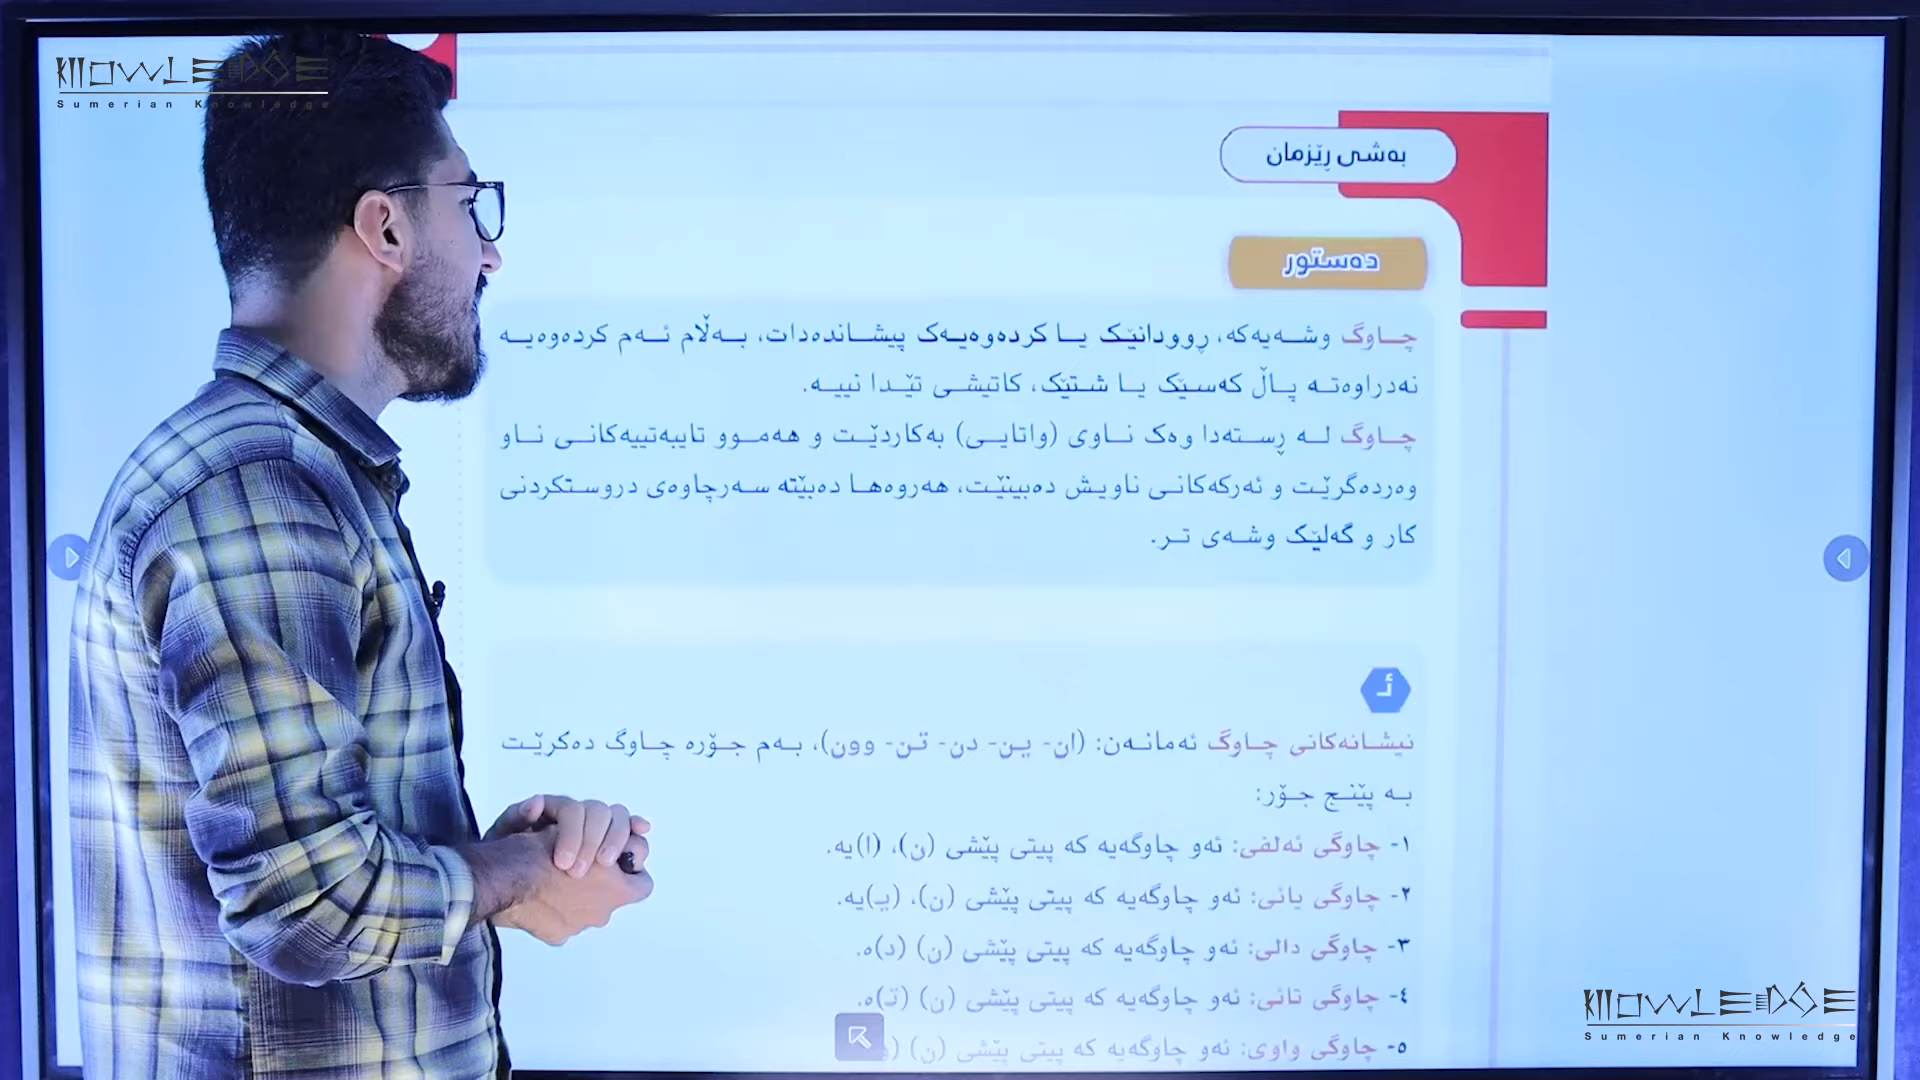 KNOWLEDGE
Sumerian Knowledge
بەشی ڕێزمان
دەستور
چاوگ وشەیەکە، ڕوودانێک یا کردەوەیەک پیشاندەدات، بەڵام ئەم کردەوەیە
نەدراوەتە پاڵ کەسێک یا شتێک، کاتیشی تێدا نییە.
چاوگ لە ڕستەدا وەک ناوی (واتایی) بەکاردێت و هەموو تایبەتییەکانی ناو
وەردەگرێت و ئەرکەکانی ناویش دەبینێت، هەروەها دەبێتە سەرچاوەی دروستکردنی
کار و گەلێک وشەی تر.
ئـ
نیشانەکانی چاوگ ئەمانەن: (ان- ین- دن- تن- وون)، بەم جۆرە چاوگ دەکرێت
بە پێنج جۆر:
١- چاوگی ئەلفی: ئەو چاوگەیە کە پیتی پێشی (ن)، (ا)یە.
٢- چاوگی یائی: ئەو چاوگەیە کە پیتی پێشی (ن)، (یـ)یە.
٣- چاوگی دالی: ئەو چاوگەیە کە پیتی پێشی (ن) (د)ە.
٤- چاوگی تائی: ئەو چاوگەیە کە پیتی پێشی (ن) (تـ)ە.
٥- چاوگی واوی: ئەو چاوگەیە کە پیتی پێشی (ن) (و
KNOWLEDGE
Sumerian Knowledge